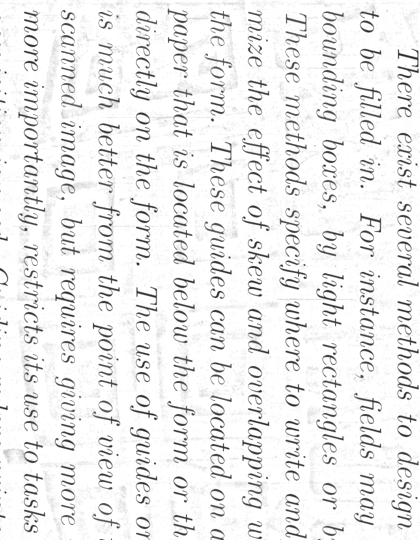 There exist several methods to design
to be filled in. For instance, fields may
bounding boxes, by light rectangles or b
These methods specify where to write and
mize the effect of skew and overlapping w
the form. These guides can be located on a
paper that is located below the form or th
directly on the form. The use of guides on
is much better from the point of view of
scanned image, but requires giving more
more importantly, restricts its use to tasks